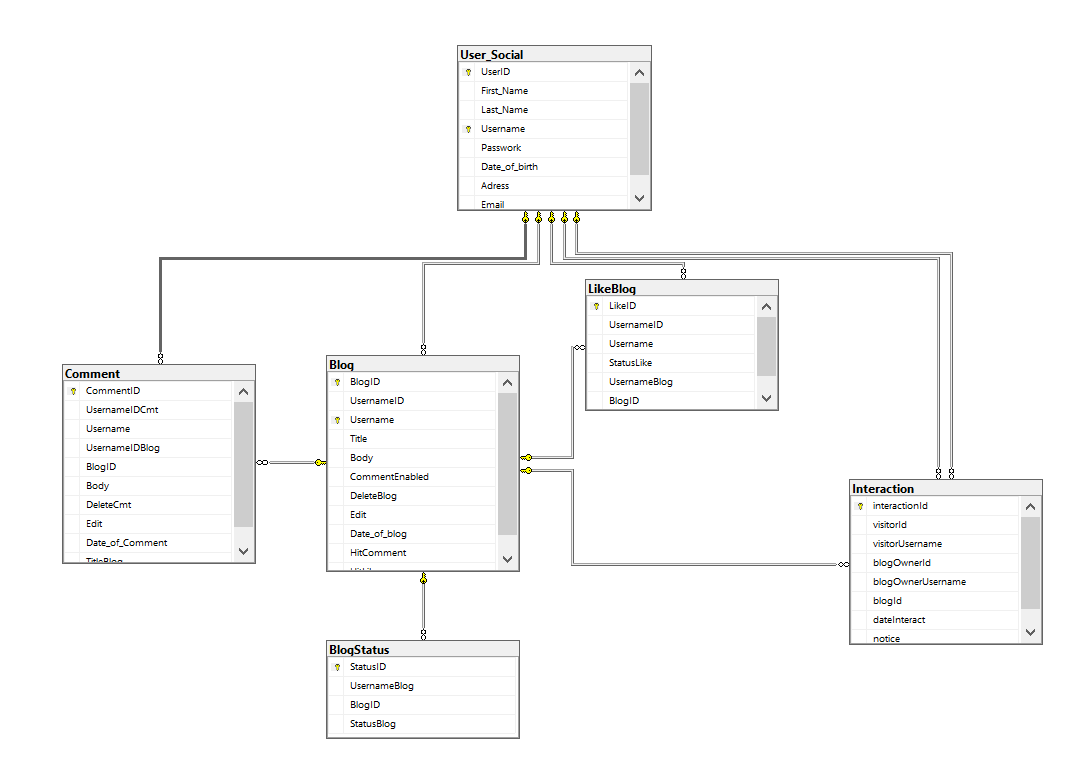 User_Social
UserID
First_Name
Last_Name
Username
Passwork
Date_of_birth
Adress
Email
LikeBlog
LikeID
UsernameID
Username
StatusLike
UsernameBlog
BlogID
Comment
CommentID
UsernameIDCmt
Username
UsernameIDBlog
BlogID
Body
DeleteCmt
Edit
Date_of_Comment
TitleBlog
Blog
BlogID
UsernameID
Username
Title
Body
CommentEnabled
DeleteBlog
Edit
Date_of_blog
HitComment
Interaction
interactionId
visitorId
visitorUsername
blogOwnerId
blogOwnerUsername
blogId
dateInteract
notice
BlogStatus
StatusID
UsernameBlog
BlogID
StatusBlog